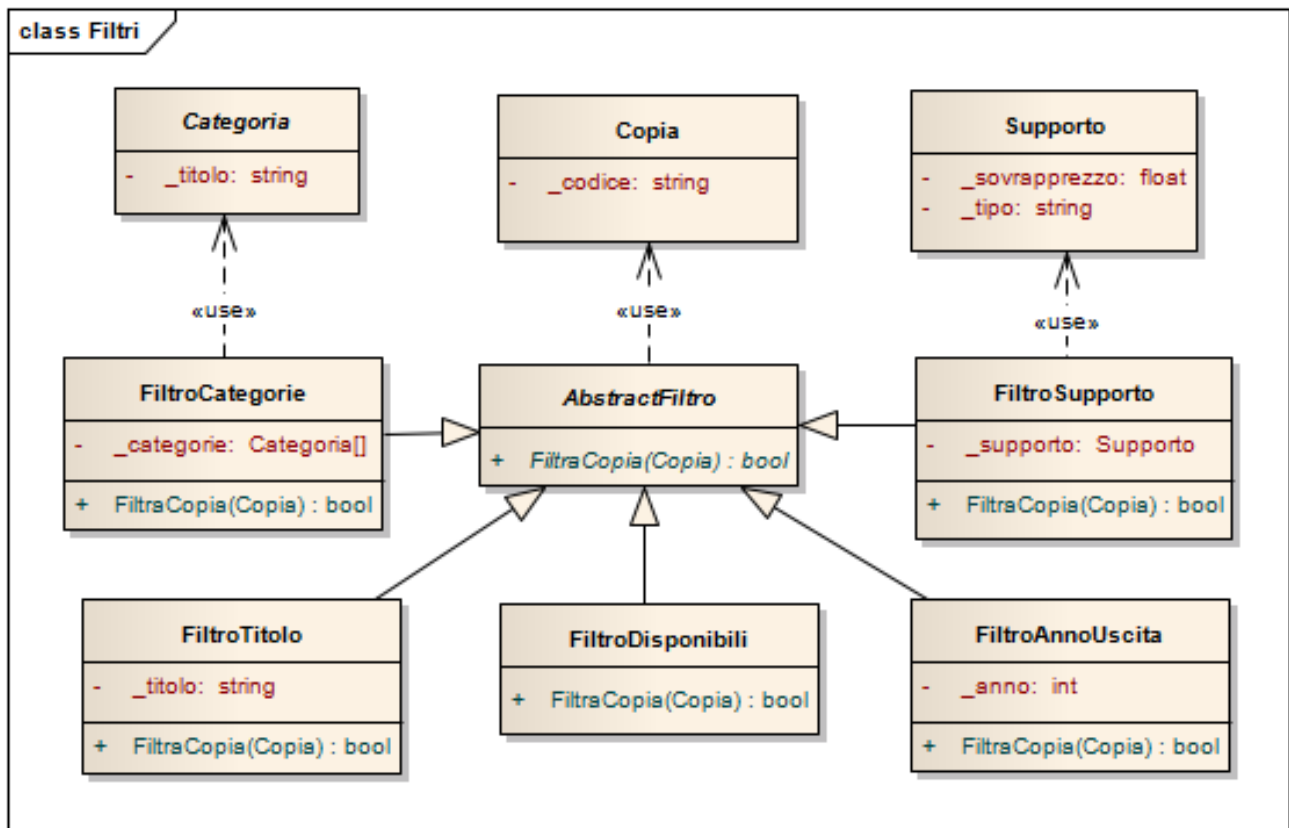 class Filtri
Categoria
- _titolo: string
Copia
- _codice: string
Supporto
- _sovrapprezzo: float
- _tipo: string
«use»
«use»
«use»
FiltroCategorie
- _categorie: Categoria[]
+ FiltraCopia(Copia) : bool
AbstractFiltro
+ FiltraCopia(Copia) : bool
FiltroSupporto
- _supporto: Supporto
+ FiltraCopia(Copia) : bool
FiltroTitolo
- _titolo: string
+ FiltraCopia(Copia) : bool
FiltroDisponibili
+ FiltraCopia(Copia) : bool
FiltroAnnoUscita
- _anno: int
+ FiltraCopia(Copia) : bool